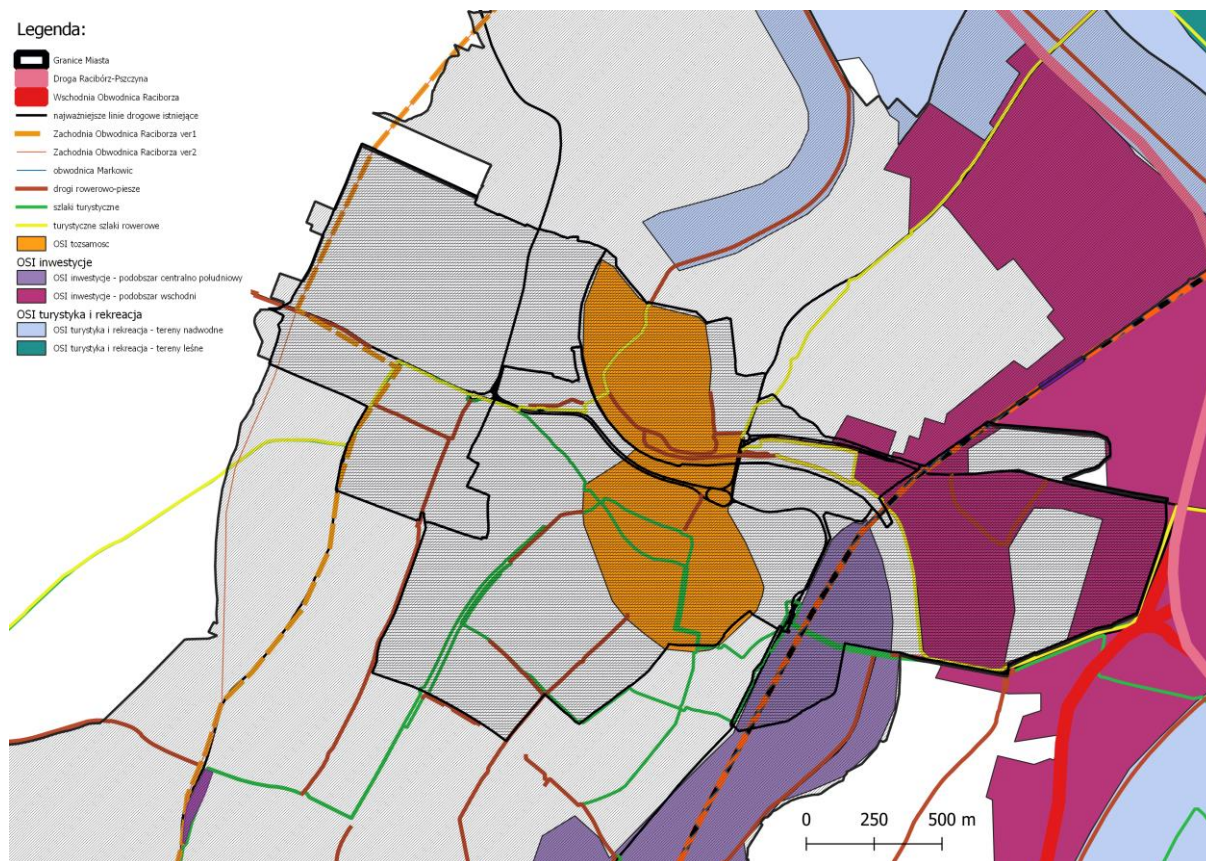 Legenda:
Granice Miasta
Droga Racibórz-Pszczyna
Wschodnia Obwodnica Raciborza
najważniejsze linie drogowe istniejące
Zachodnia Obwodnica Raciborza ver1
Zachodnia Obwodnica Raciborza ver2
obwodnica Markowic
drogi rowerowo-piesze
szlaki turystyczne
turystyczne szlaki rowerowe
OSI tozsamosc
OSI inwestycje
OSI inwestycje - podobszar centralno południowy
OSI inwestycje - podobszar wschodni
OSI turystyka i rekreacja
OSI turystyka i rekreacja - tereny nadwodne
OSI turystyka i rekreacja - tereny leśne
0 250 500 m